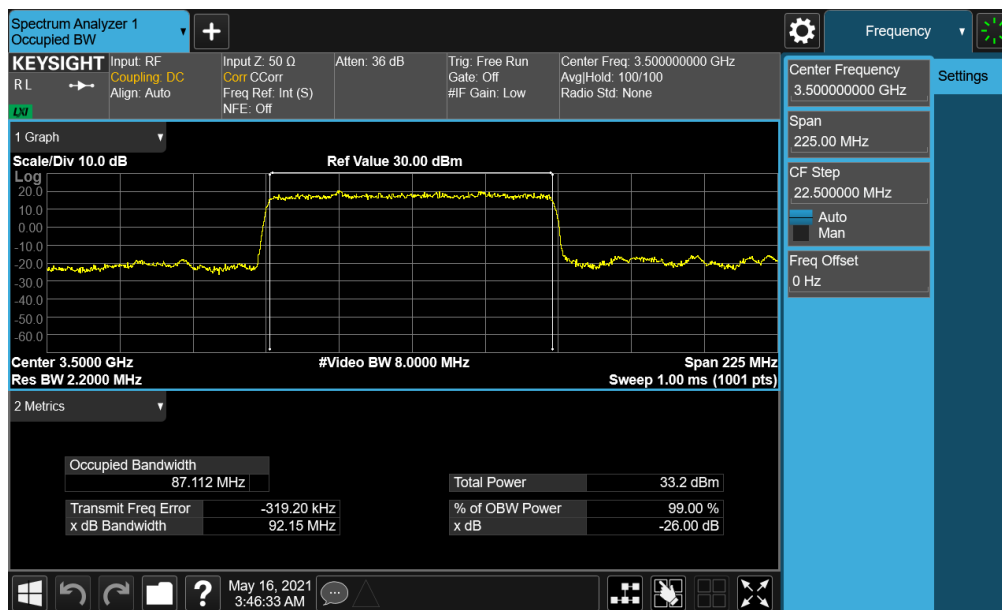 Spectrum Analyzer 1
Occupied BW
Frequency
KEYSIGHT
RL
LXI
Input: RF
Coupling: DC
Align: Auto
Input Z: 50 Ω
Corr CCorr
Freq Ref: Int (S)
NFE: Off
Atten: 36 dB
Trig: Free Run
Gate: Off
#IF Gain: Low
Center Freq: 3.500000000 GHz
Avg|Hold: 100/100
Radio Std: None
Center Frequency
3.500000000 GHz
Settings
Span
225.00 MHz
CF Step
22.500000 MHz
Auto
Man
Freq Offset
0 Hz
1 Graph
Scale/Div 10.0 dB
Ref Value 30.00 dBm
Log
20.0
10.0
0.00
-10.0
-20.0
-30.0
-40.0
-50.0
-60.0
Center 3.5000 GHz
#Video BW 8.0000 MHz
Span 225 MHz
Res BW 2.2000 MHz
Sweep 1.00 ms (1001 pts)
2 Metrics
Occupied Bandwidth
87.112 MHz
Total Power 33.2 dBm
Transmit Freq Error -319.20 kHz
% of OBW Power 99.00 %
x dB Bandwidth 92.15 MHz
x dB -26.00 dB
?
May 16, 2021
3:46:33 AM